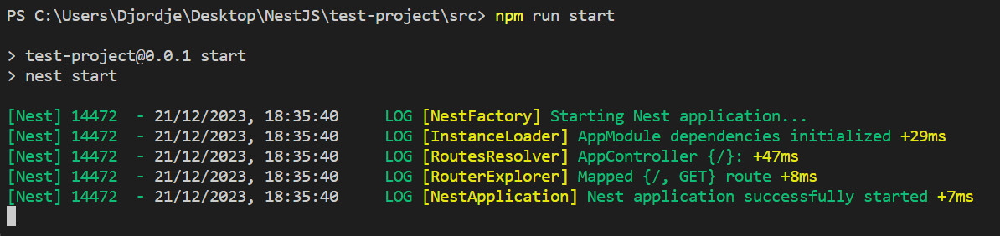 PS C:\Users\Djordje\Desktop\NestJS\test-project\src> npm run start
> test-project@0.0.1 start
> nest start
[Nest] 14472  - 21/12/2023, 18:35:40     LOG [NestFactory] Starting Nest application...
[Nest] 14472  - 21/12/2023, 18:35:40     LOG [InstanceLoader] AppModule dependencies initialized +29ms
[Nest] 14472  - 21/12/2023, 18:35:40     LOG [RoutesResolver] AppController {/}: +47ms
[Nest] 14472  - 21/12/2023, 18:35:40     LOG [RouterExplorer] Mapped {/, GET} route +8ms
[Nest] 14472  - 21/12/2023, 18:35:40     LOG [NestApplication] Nest application successfully started +7ms